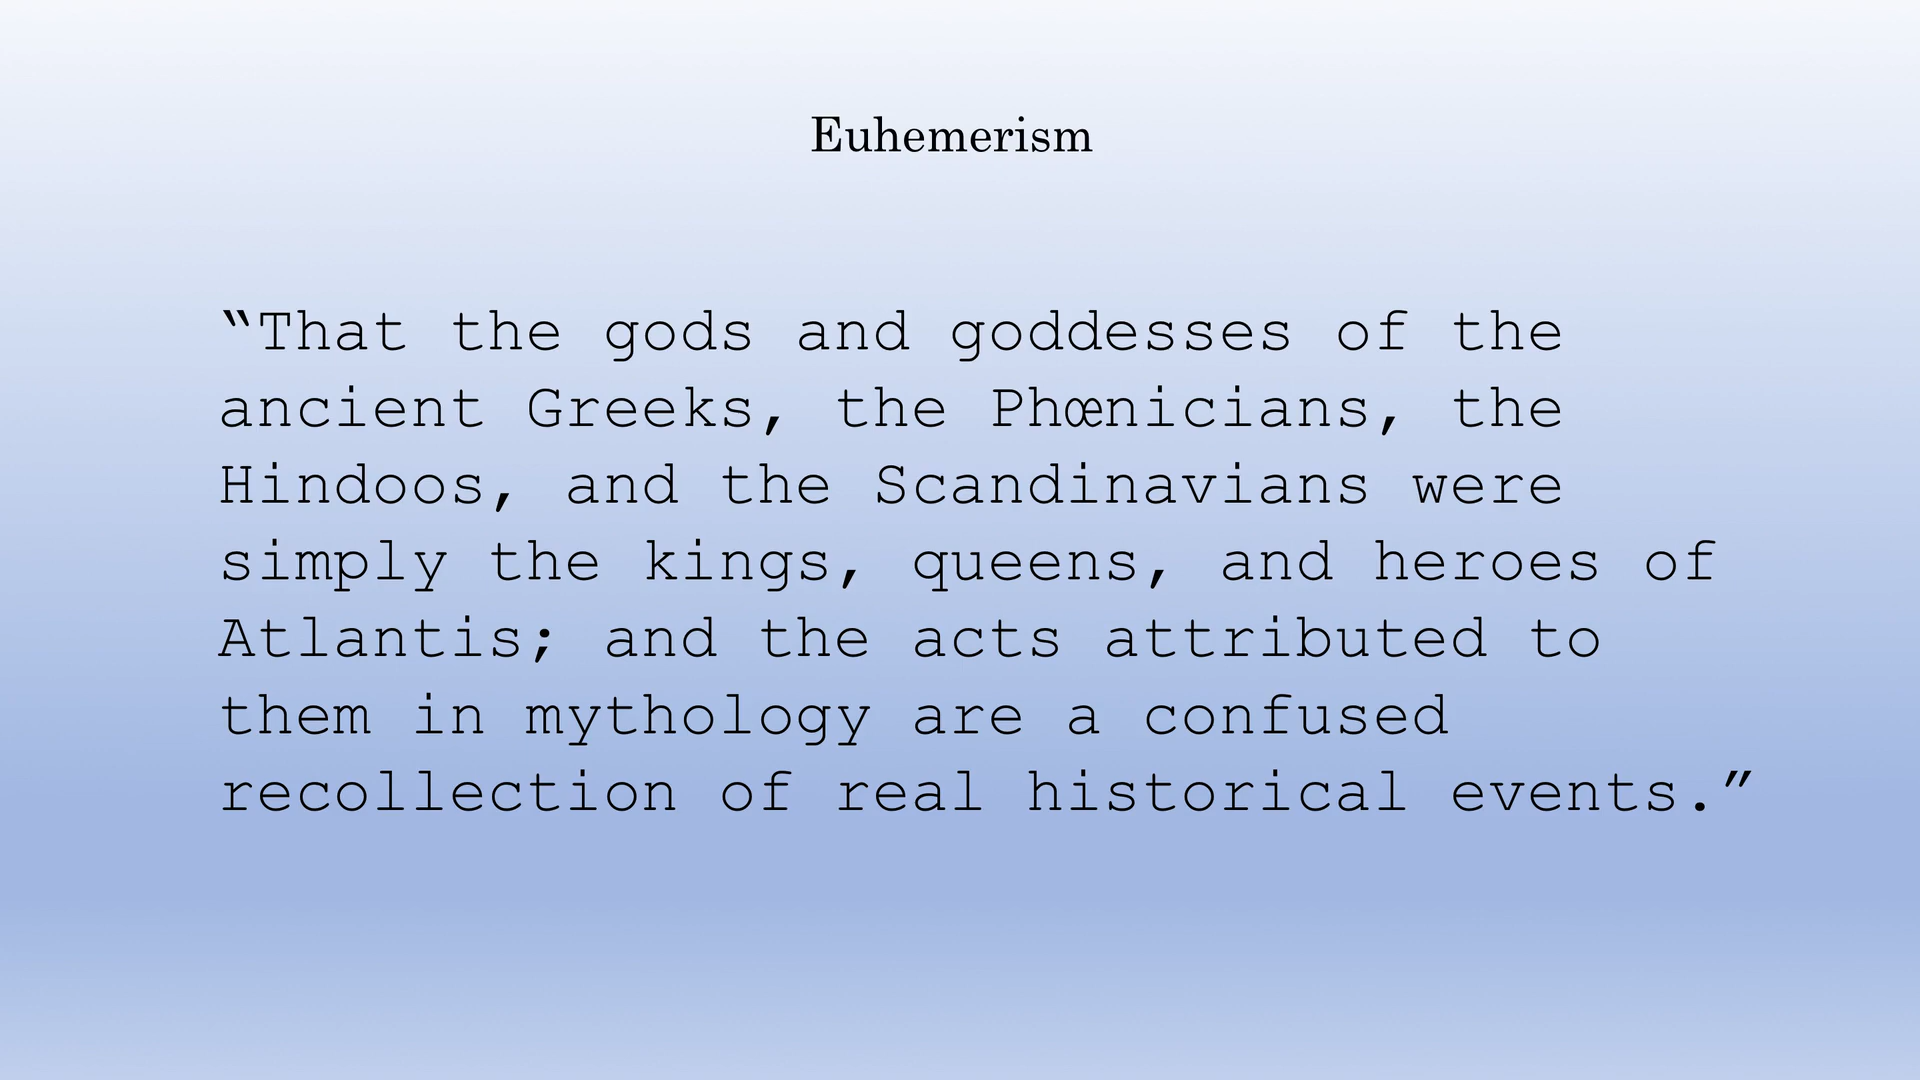 Euhemerism
“That the gods and goddesses of the
ancient Greeks, the Phœnicians, the
Hindoos, and the Scandinavians were
simply the kings, queens, and heroes of
Atlantis; and the acts attributed to
them in mythology are a confused
recollection of real historical events.”